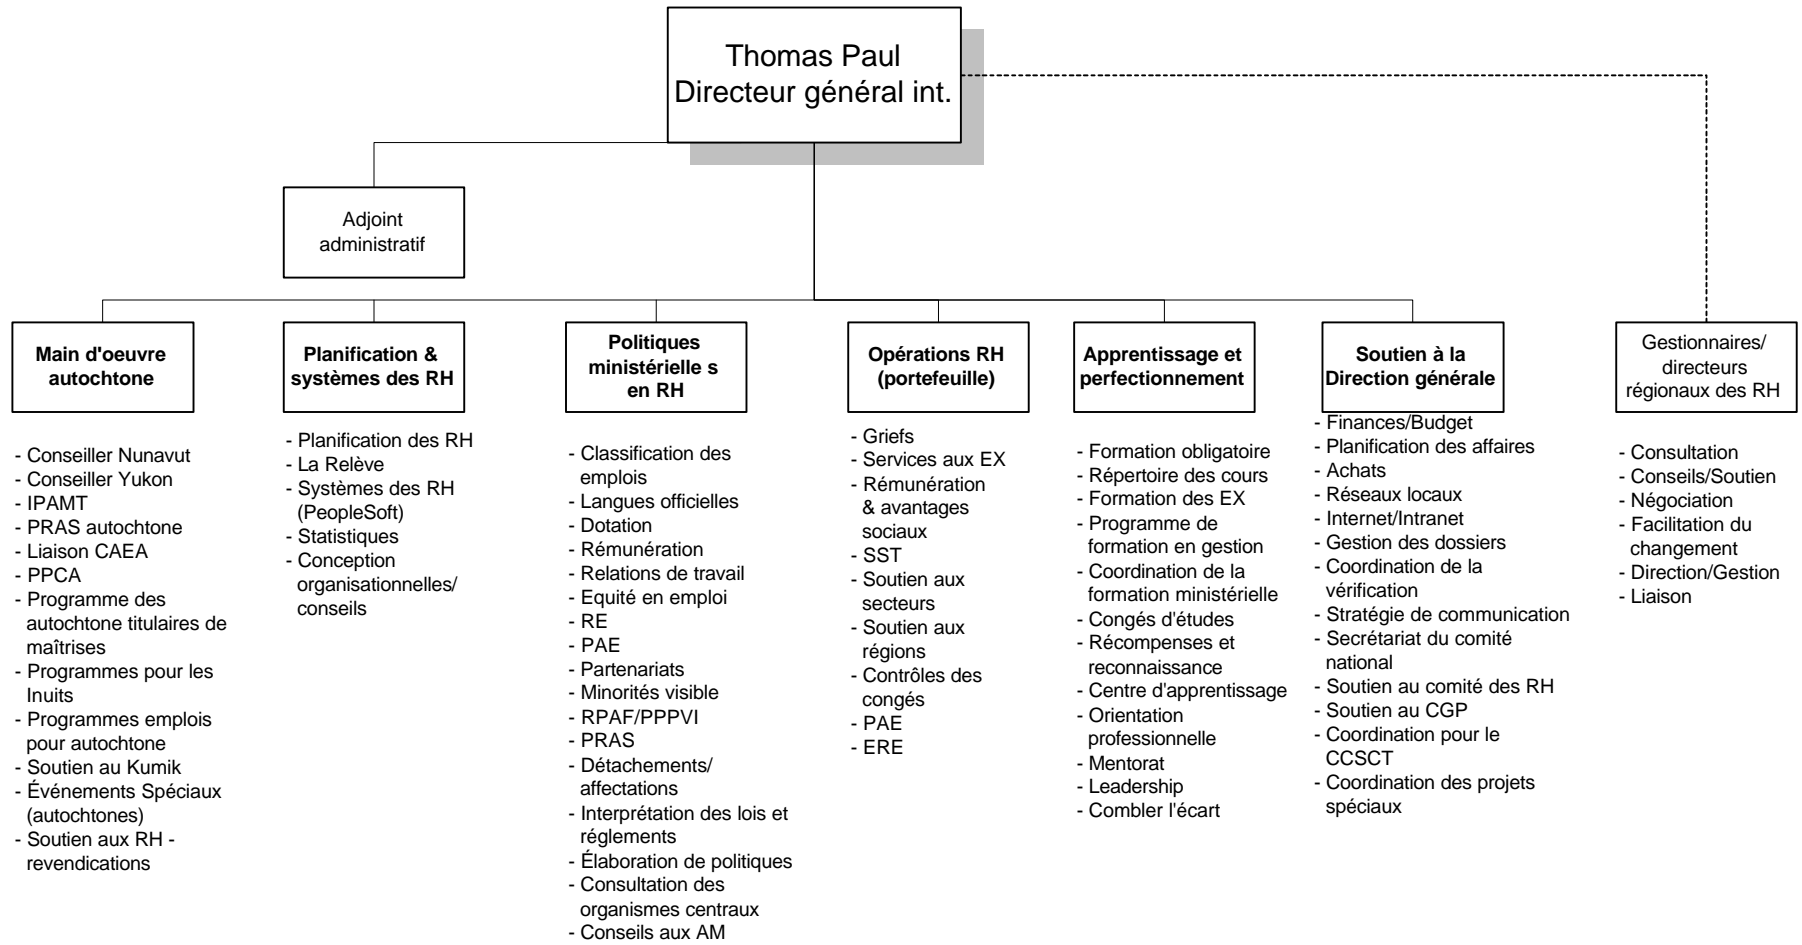 Thomas Paul
Directeur général int.
Adjoint
administratif
Main d'oeuvre
autochtone
- Conseiller Nunavut
- Conseiller Yukon
- IPAMT
- PRAS autochtone
- Liaison CAEA
- PPCA
- Programme des
autochtone titulaires de
maîtrises
- Programmes pour les
Inuits
- Programmes emplois
pour autochtone
- Soutien au Kumik
- Événements Spéciaux
(autochtones)
- Soutien aux RH -
revendications
Planification &
systèmes des RH
- Planification des RH
- La Relève
- Systèmes des RH
(PeopleSoft)
- Statistiques
- Conception
organisationnelles/
conseils
Politiques
ministérielle s
en RH
- Classification des
emplois
- Langues officielles
- Dotation
- Rémunération
- Relations de travail
- Equité en emploi
- RE
- PAE
- Partenariats
- Minorités visible
- RPAF/PPPVI
- PRAS
- Détachements/
affectations
- Interprétation des lois et
réglements
- Élaboration de politiques
- Consultation des
organismes centraux
- Conseils aux AM
Opérations RH
(portefeuille)
- Griefs
- Services aux EX
- Rémunération
& avantages
sociaux
- SST
- Soutien aux
secteurs
- Soutien aux
régions
- Contrôles des
congés
- PAE
- ERE
Apprentissage et
perfectionnement
- Formation obligatoire
- Répertoire des cours
- Formation des EX
- Programme de
formation en gestion
- Coordination de la
formation ministérielle
- Congés d'études
- Récompenses et
reconnaissance
- Centre d'apprentissage
- Orientation
professionnelle
- Mentorat
- Leadership
- Combler l'écart
Soutien à la
Direction générale
- Finances/Budget
- Planification des affaires
- Achats
- Réseaux locaux
- Internet/Intranet
- Gestion des dossiers
- Coordination de la
vérification
- Stratégie de communication
- Secrétariat du comité
national
- Soutien au comité des RH
- Soutien au CGP
- Coordination pour le
CCSCT
- Coordination des projets
spéciaux
Gestionnaires/
directeurs
régionaux des RH
- Consultation
- Conseils/Soutien
- Négociation
- Facilitation du
changement
- Direction/Gestion
- Liaison